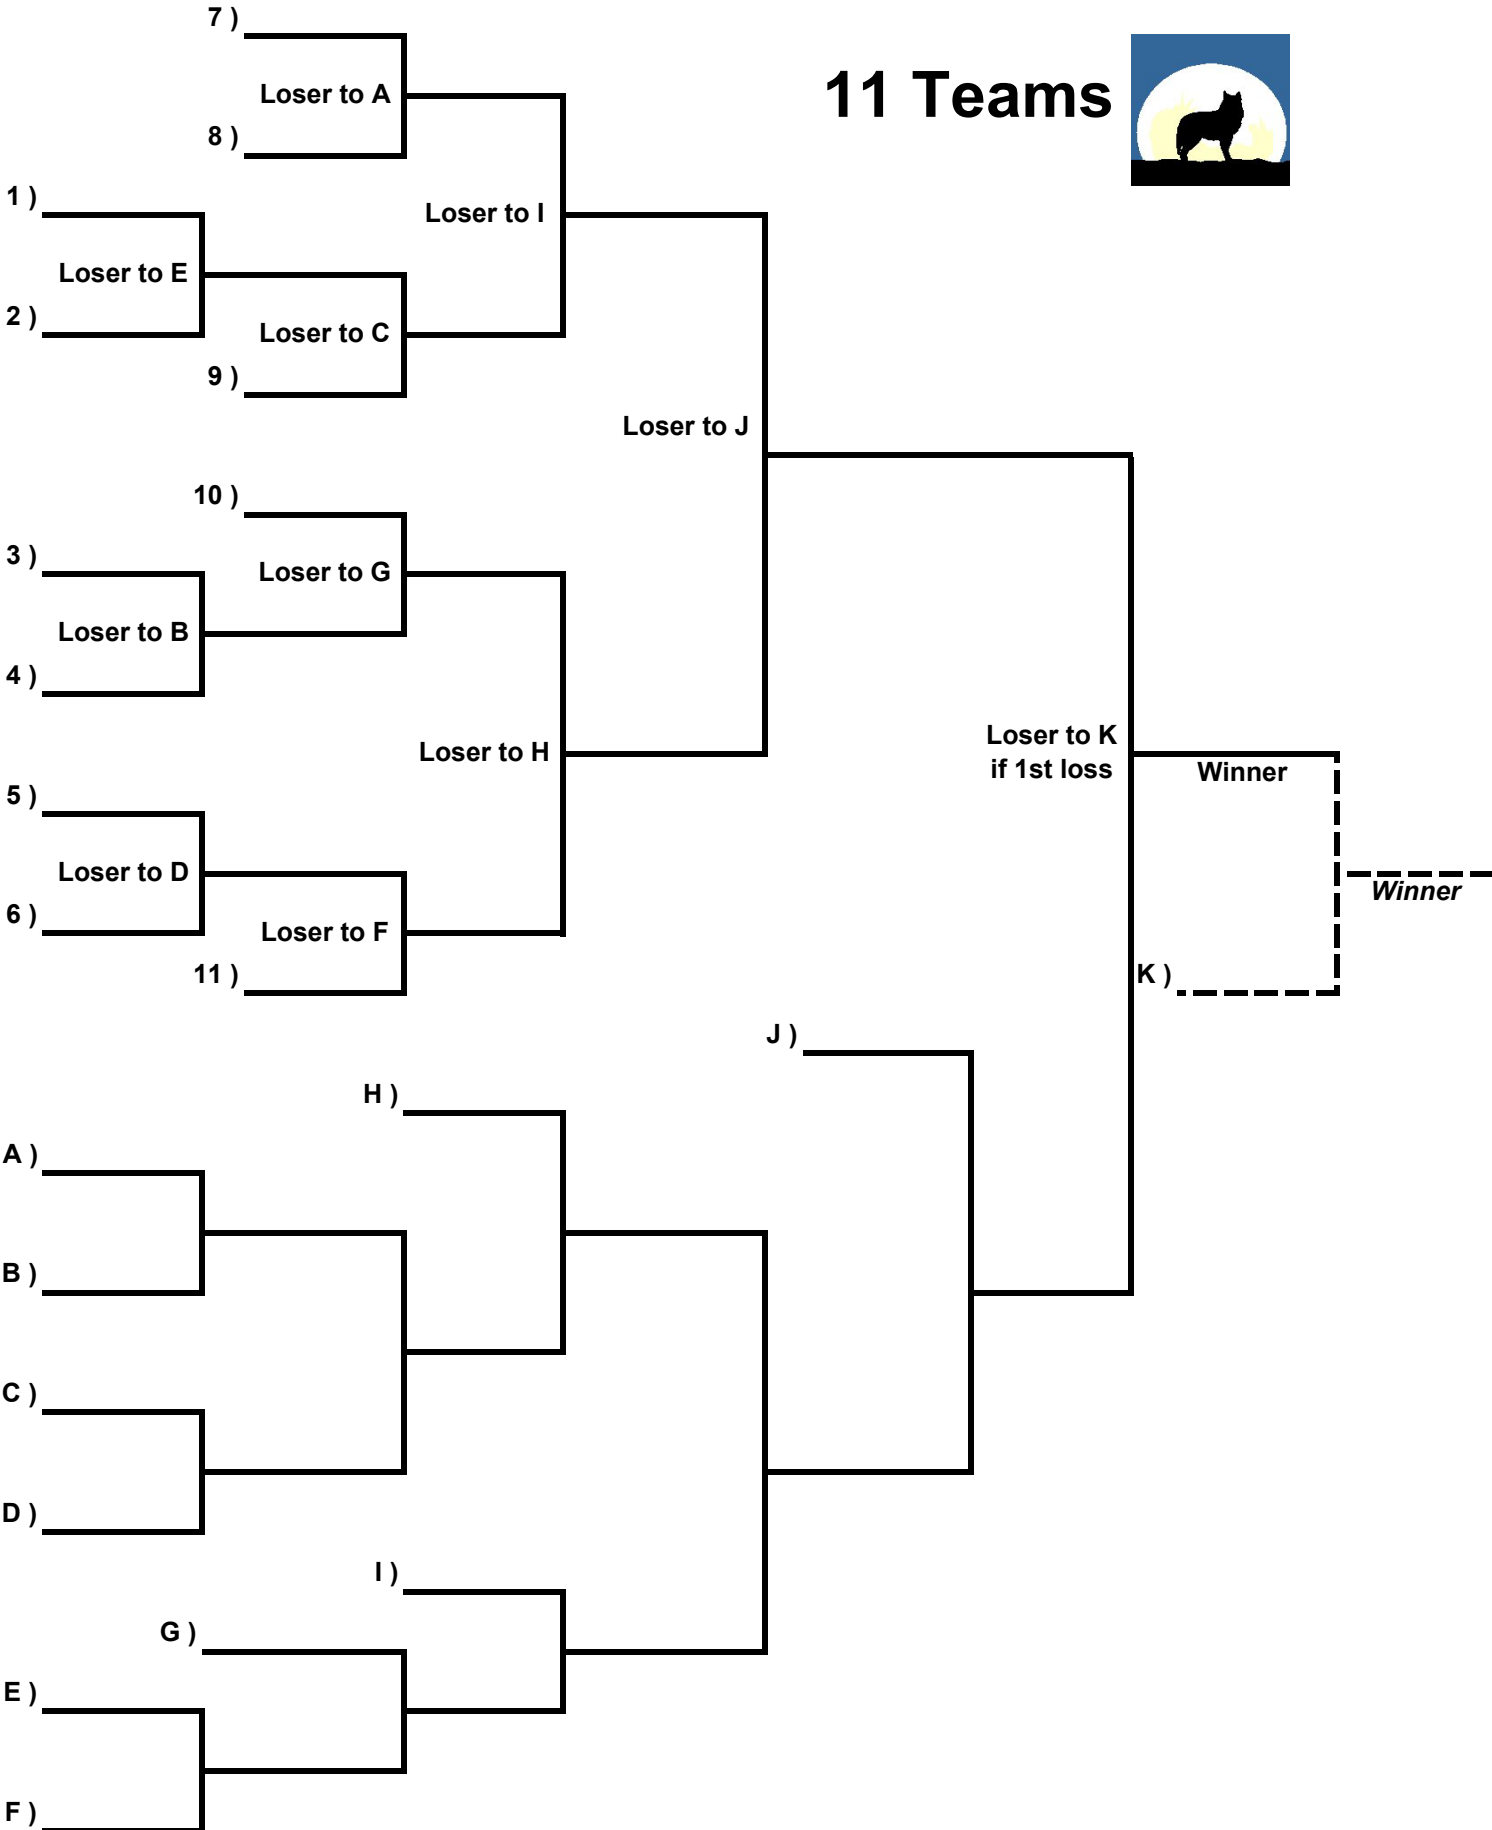 7 )
11 Teams
Loser to A
8 )
1 )
Loser to I
Loser to E
2 )
Loser to C
9 )
Loser to J
10 )
3 )
Loser to G
Loser to B
4 )
Loser to K
if 1st loss
Loser to H
Winner
5 )
Loser to D
Winner
6 )
Loser to F
11 )
K )
J )
H )
A )
B )
C )
D )
I )
G )
E )
F )